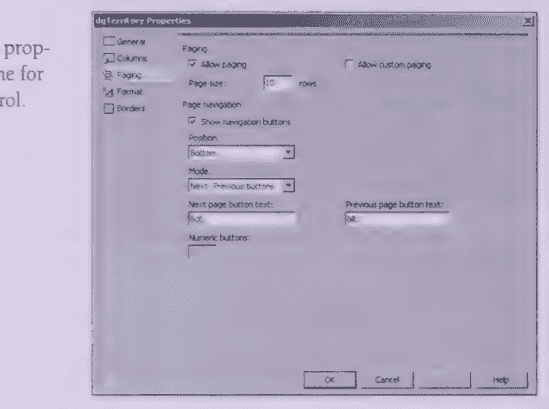 prop-
ne for
rol.
dgTerritory Properties
General
Columns
Paging
Format
Borders
Paging
Allow paging
Allow custom paging
Page size:
10
rows
Page navigation
Show navigation buttons
Position:
Bottom
Mode:
Next, Previous buttons
Next page button text:
Previous page button text:
Numeric buttons:
OK
Cancel
Help